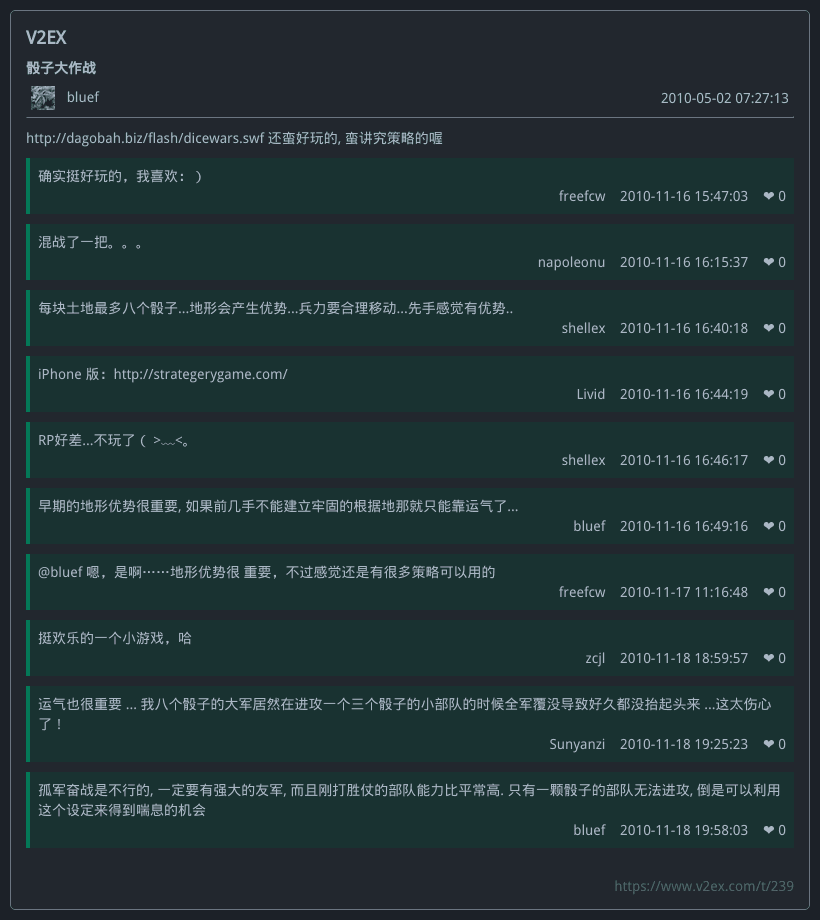 V2EX
骰子大作战
bluef 2010-05-02 07:27:13
http://dagobah.biz/flash/dicewars.swf 还蛮好玩的, 蛮讲究策略的喔
确实挺好玩的，我喜欢：）
freefcw 2010-11-16 15:47:03 ❤ 0
混战了一把。。。
napoleonu 2010-11-16 16:15:37 ❤ 0
每块土地最多八个骰子...地形会产生优势...兵力要合理移动...先手感觉有优势..
shellex 2010-11-16 16:40:18 ❤ 0
iPhone 版：http://strategerygame.com/
Livid 2010-11-16 16:44:19 ❤ 0
RP好差...不玩了 ( >﹏<。
shellex 2010-11-16 16:46:17 ❤ 0
早期的地形优势很重要, 如果前几手不能建立牢固的根据地那就只能靠运气了...
bluef 2010-11-16 16:49:16 ❤ 0
@bluef 嗯，是啊……地形优势很 重要，不过感觉还是有很多策略可以用的
freefcw 2010-11-17 11:16:48 ❤ 0
挺欢乐的一个小游戏，哈
zcjl 2010-11-18 18:59:57 ❤ 0
运气也很重要 ... 我八个骰子的大军居然在进攻一个三个骰子的小部队的时候全军覆没导致好久都没抬起头来 ...这太伤心
了！
Sunyanzi 2010-11-18 19:25:23 ❤ 0
孤军奋战是不行的, 一定要有强大的友军, 而且刚打胜仗的部队能力比平常高. 只有一颗骰子的部队无法进攻, 倒是可以利用
这个设定来得到喘息的机会
bluef 2010-11-18 19:58:03 ❤ 0
https://www.v2ex.com/t/239